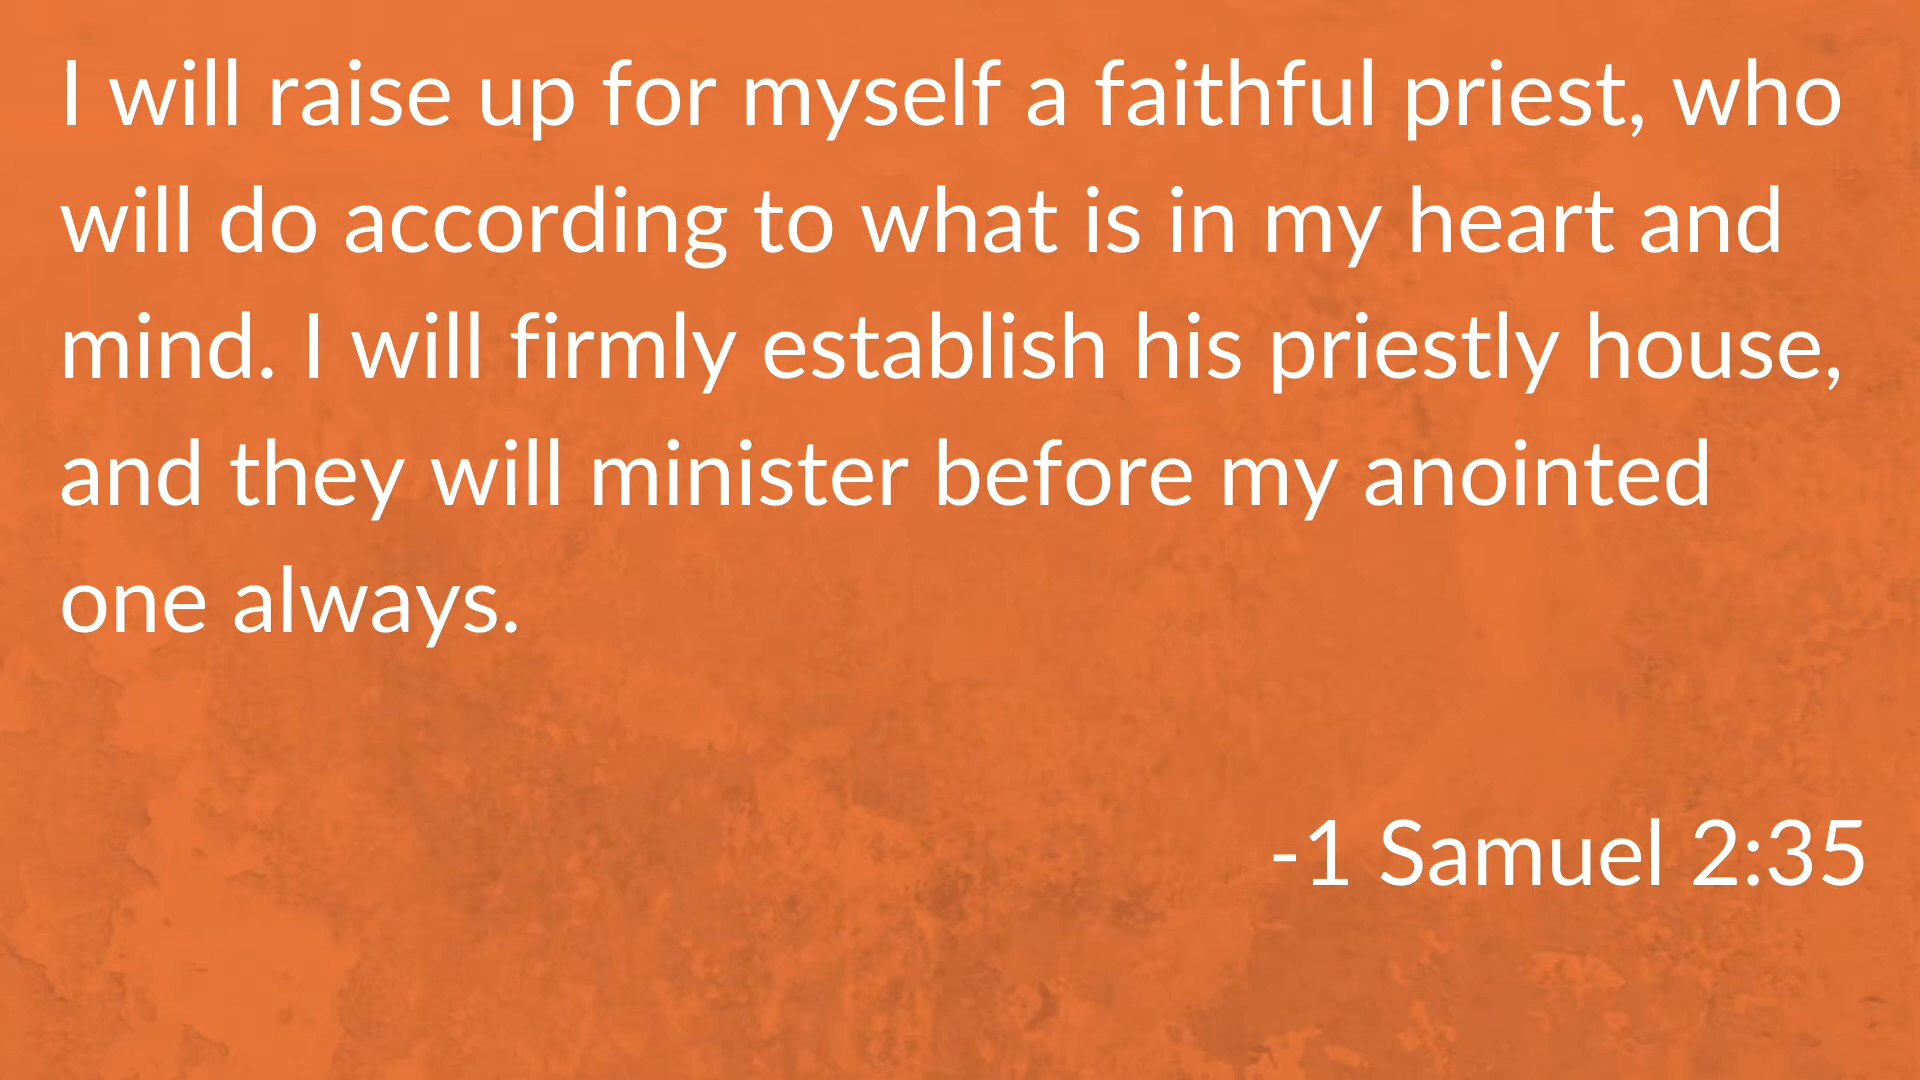 I will raise up for myself a faithful priest, who
will do according to what is in my heart and
mind. I will firmly establish his priestly house,
and they will minister before my anointed
one always.
-1 Samuel 2:35